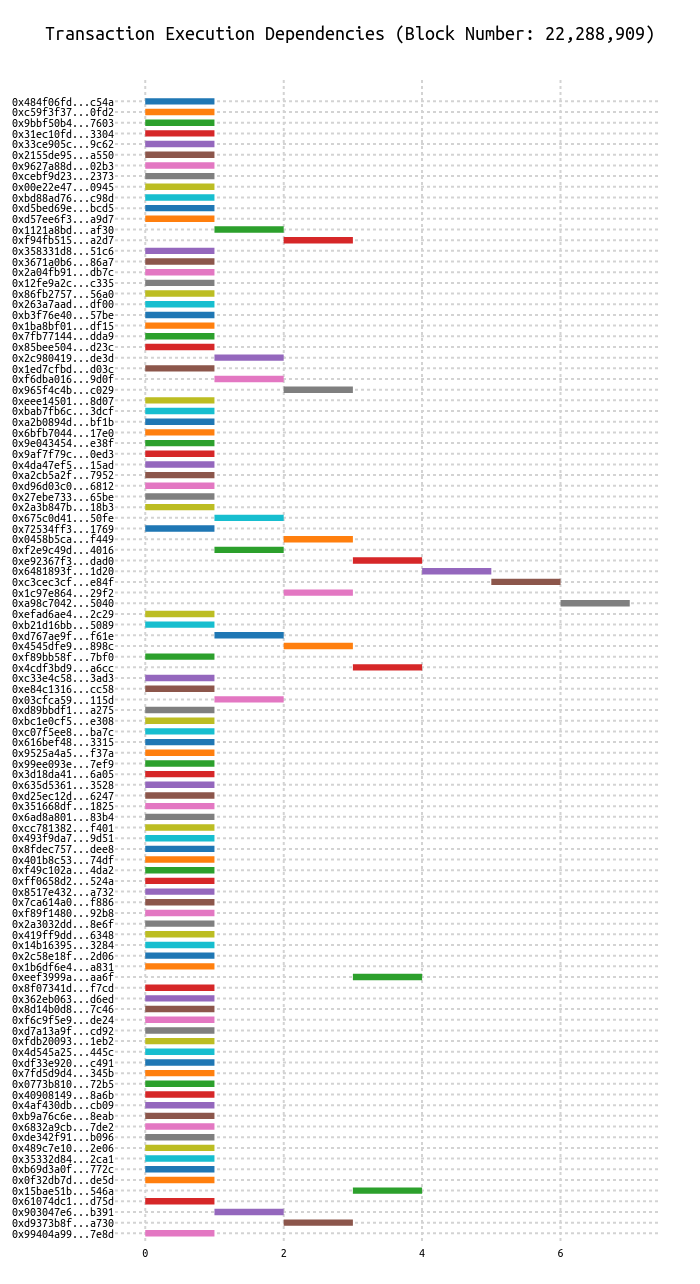 Transaction Execution Dependencies (Block Number: 22,288,909)
0x484f06fd...c54a
0xc59f3f37...0fd2
0x9bbf50b4...7603
0x31ec10fd...3304
0x33ce905c...9c62
0x2155de95...a550
0x9627a88d...02b3
0xcebf9d23...2373
0x00e22e47...0945
0xbd88ad76...c98d
0xd5bed69e...bcd5
0xd57ee6f3...a9d7
0x1121a8bd...af30
0xf94fb515...a2d7
0x358331d8...51c6
0x3671a0b6...86a7
0x2a04fb91...db7c
0x12fe9a2c...c335
0x86fb2757...56a0
0x263a7aad...df00
0xb3f76e40...57be
0x1ba8bf01...df15
0x7fb77144...dda9
0x85bee504...d23c
0x2c980419...de3d
0x1ed7cfbd...d03c
0xf6dba016...9d0f
0x965f4c4b...c029
0xeee14501...8d07
0xbab7fb6c...3dcf
0xa2b0894d...bf1b
0x6bfb7044...17e0
0x9e043454...e38f
0x9af7f79c...0ed3
0x4da47ef5...15ad
0xa2cb5a2f...7952
0xd96d03c0...6812
0x27ebe733...65be
0x2a3b847b...18b3
0x675c0d41...50fe
0x72534ff3...1769
0x0458b5ca...f449
0xf2e9c49d...4016
0xe92367f3...dad0
0x6481893f...1d20
0xc3cec3cf...e84f
0x1c97e864...29f2
0xa98c7042...5040
0xefad6ae4...2c29
0xb21d16bb...5089
0xd767ae9f...f61e
0x4545dfe9...898c
0xf89bb58f...7bf0
0x4cdf3bd9...a6cc
0xc33e4c58...3ad3
0xe84c1316...cc58
0x03cfca59...115d
0xd89bbdf1...a275
0xbc1e0cf5...e308
0xc07f5ee8...ba7c
0x616bef48...3315
0x9525a4a5...f37a
0x99ee093e...7ef9
0x3d18da41...6a05
0x635d5361...3528
0xd25ec12d...6247
0x351668df...1825
0x6ad8a801...83b4
0xcc781382...f401
0x493f9da7...9d51
0x8fdec757...dee8
0x401b8c53...74df
0xf49c102a...4da2
0xff0658d2...524a
0x8517e432...a732
0x7ca614a0...f886
0xf89f1480...92b8
0x2a3032dd...8e6f
0x419ff9dd...6348
0x14b16395...3284
0x2c58e18f...2d06
0x1b6df6e4...a831
0xeef3999a...aa6f
0x8f07341d...f7cd
0x362eb063...d6ed
0x8d14b0d8...7c46
0xf6c9f5e9...de24
0xd7a13a9f...cd92
0xfdb20093...1eb2
0x4d545a25...445c
0xdf33e920...c491
0x7fd5d9d4...345b
0x0773b810...72b5
0x40908149...8a6b
0x4af430db...cb09
0xb9a76c6e...8eab
0x6832a9cb...7de2
0xde342f91...b096
0x489c7e10...2e06
0x35332d84...2ca1
0xb69d3a0f...772c
0x0f32db7d...de5d
0x15bae51b...546a
0x61074dc1...d75d
0x903047e6...b391
0xd9373b8f...a730
0x99404a99...7e8d
0 2 4 6